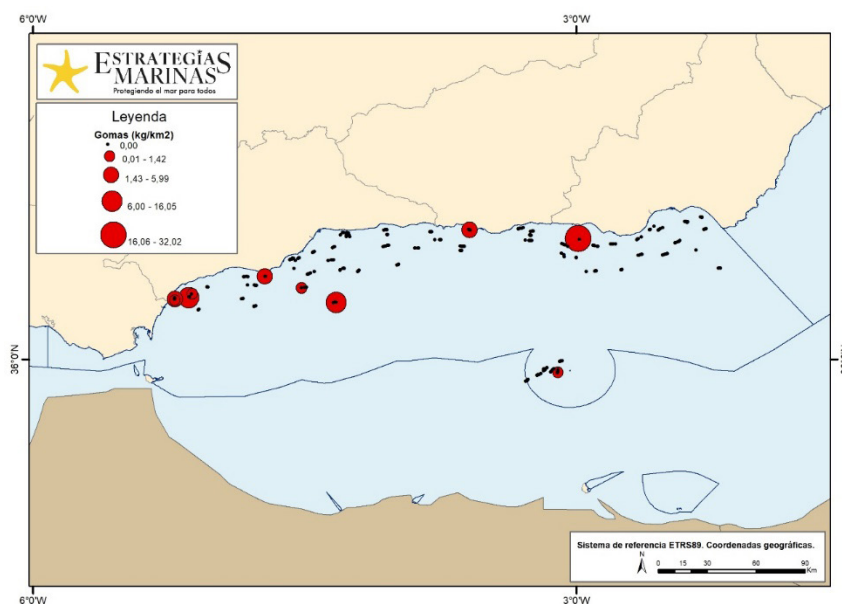 6°0'W
3°0'W
ESTRATEGIAS
MARINAS
Protegiendo el mar para todos
Leyenda
Gomas (kg/km2)
0,00
0,01 - 1,42
1,43 - 5,99
6,00 - 16,05
16,06 - 32,02
36°0'N
Sistema de referencia ETRS89. Coordenadas geográficas.
N
0 15 30 60 90
Km
6°0'W
3°0'W